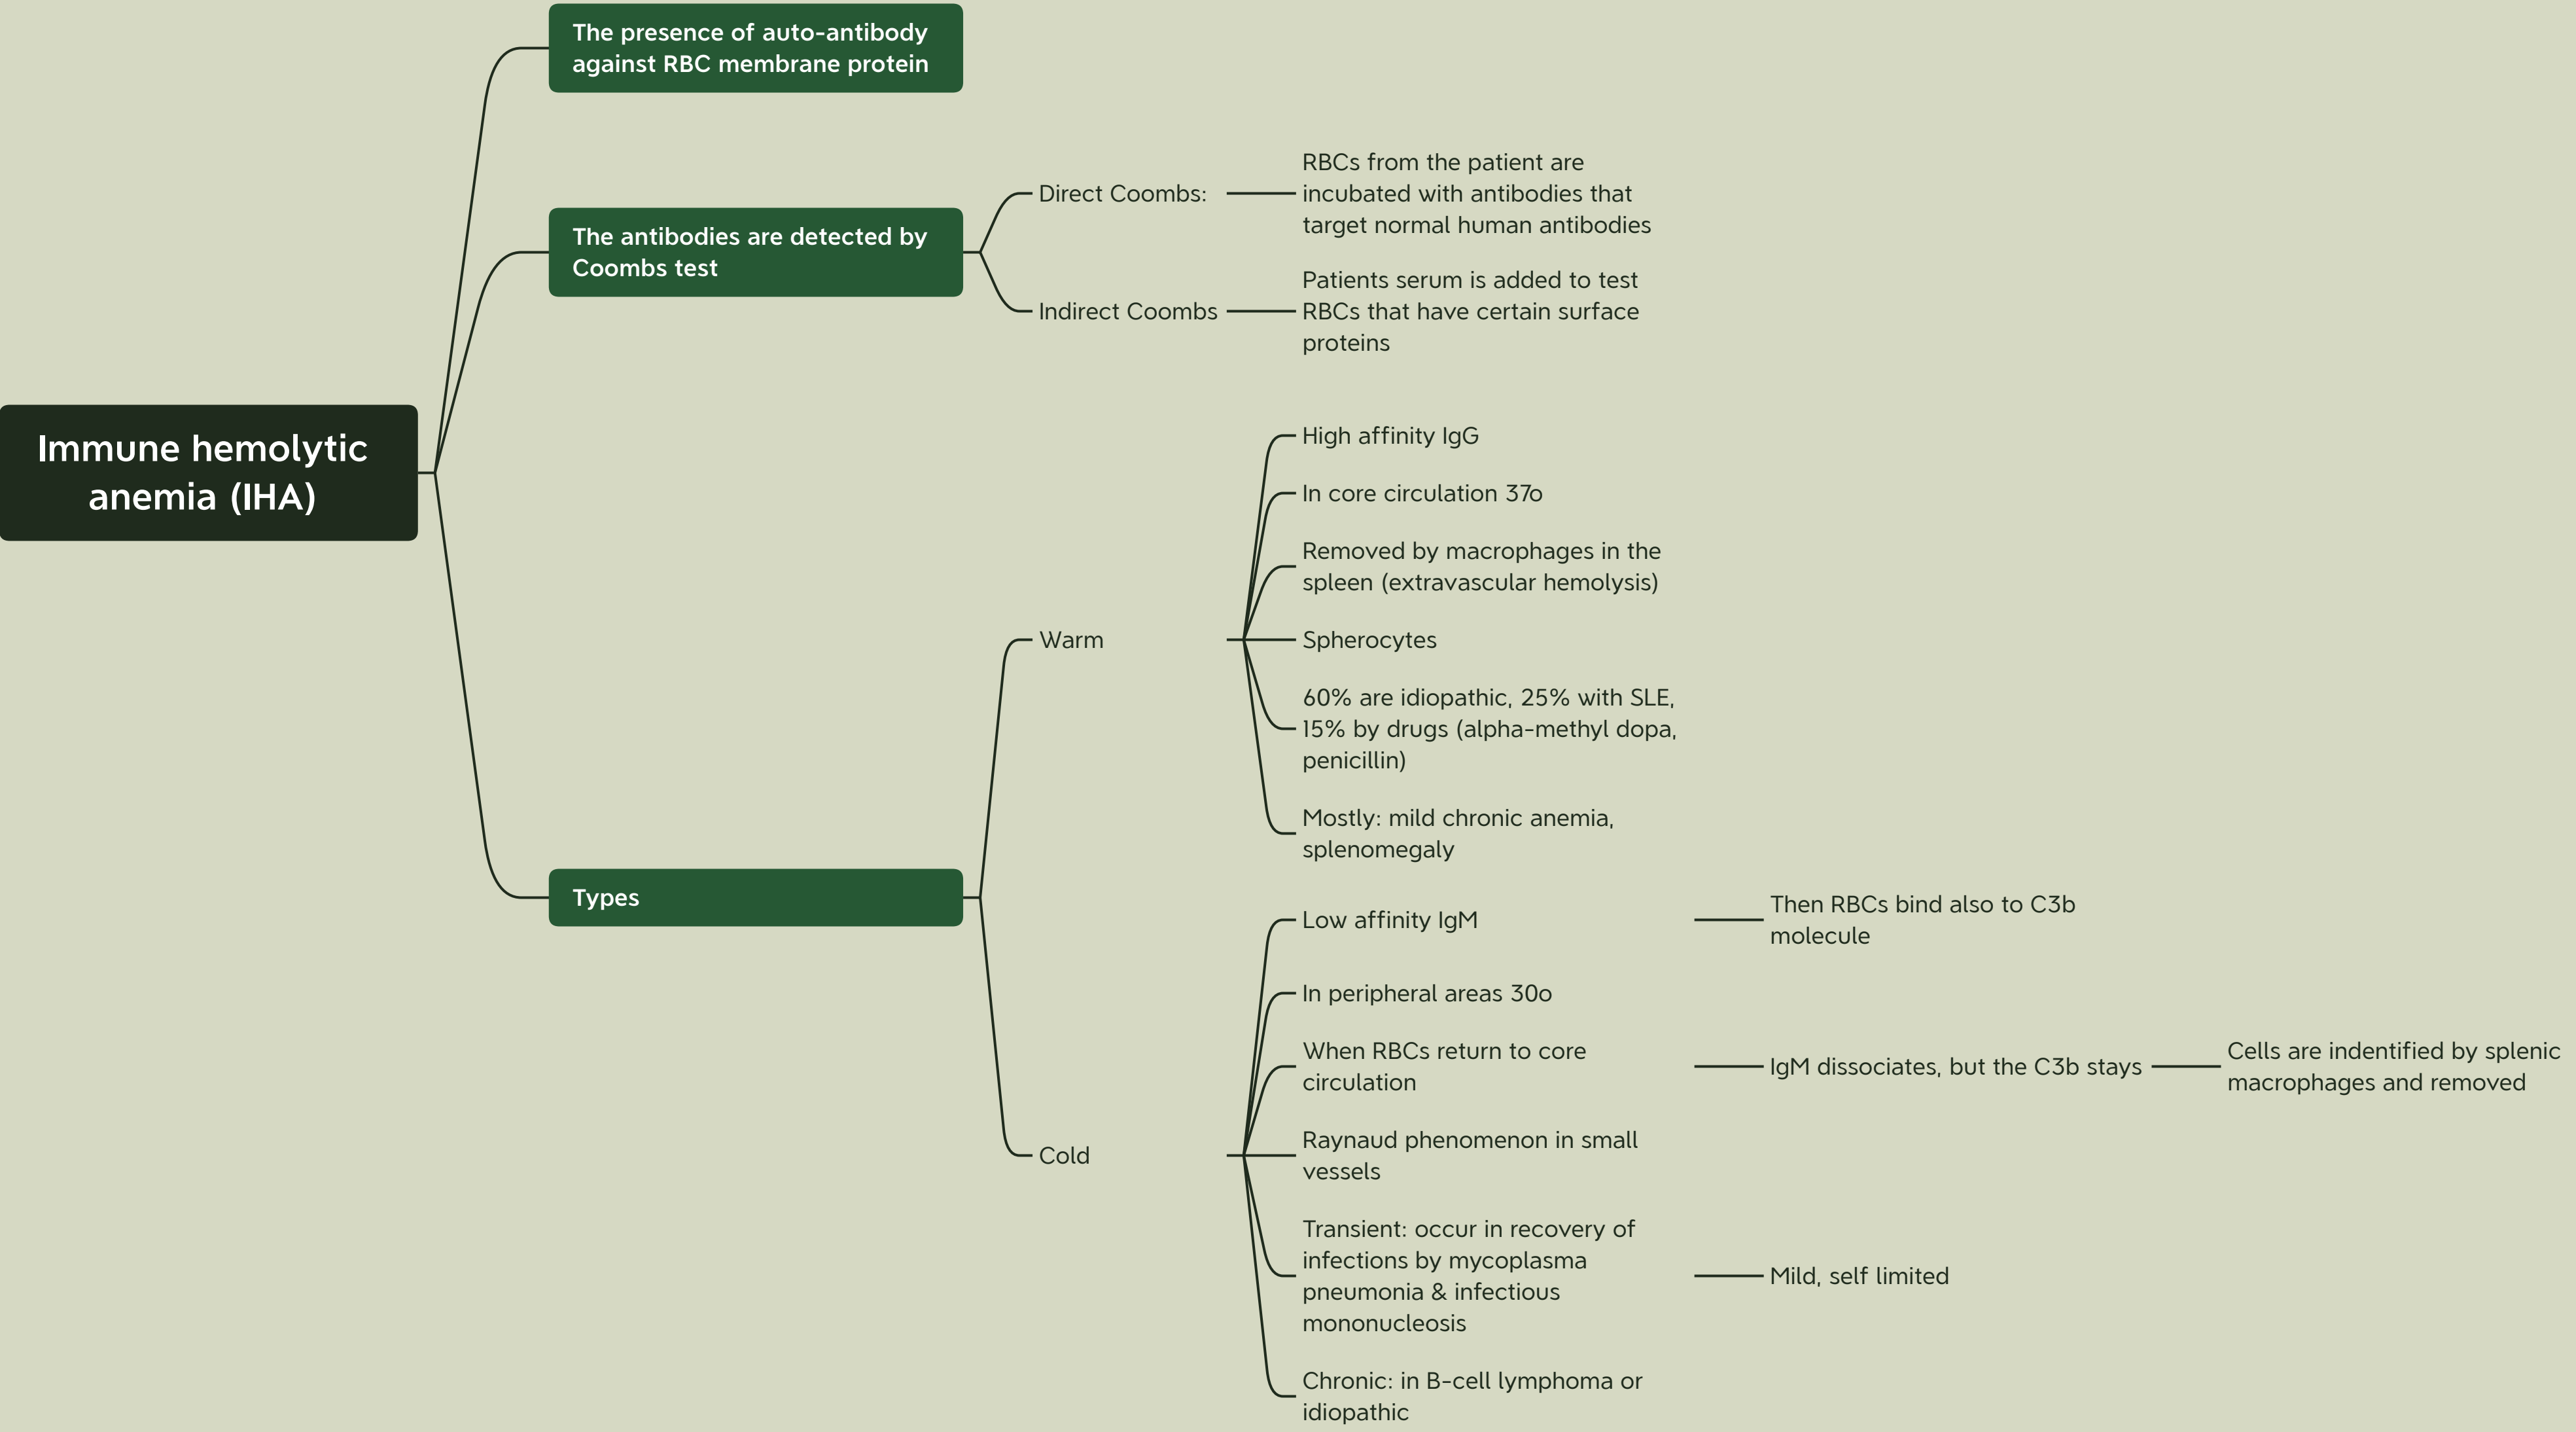 The presence of auto-antibody
against RBC membrane protein
The antibodies are detected by
Coombs test
Direct Coombs:
RBCs from the patient are
incubated with antibodies that
target normal human antibodies
Indirect Coombs
Patients serum is added to test
RBCs that have certain surface
proteins
Immune hemolytic
anemia (IHA)
Types
Warm
High affinity IgG
In core circulation 37o
Removed by macrophages in the
spleen (extravascular hemolysis)
Spherocytes
60% are idiopathic, 25% with SLE,
15% by drugs (alpha-methyl dopa,
penicillin)
Mostly: mild chronic anemia,
splenomegaly
Cold
Low affinity IgM
Then RBCs bind also to C3b
molecule
In peripheral areas 30o
When RBCs return to core
circulation
IgM dissociates, but the C3b stays
Cells are indentified by splenic
macrophages and removed
Raynaud phenomenon in small
vessels
Transient: occur in recovery of
infections by mycoplasma
pneumonia & infectious
mononucleosis
Mild, self limited
Chronic: in B-cell lymphoma or
idiopathic